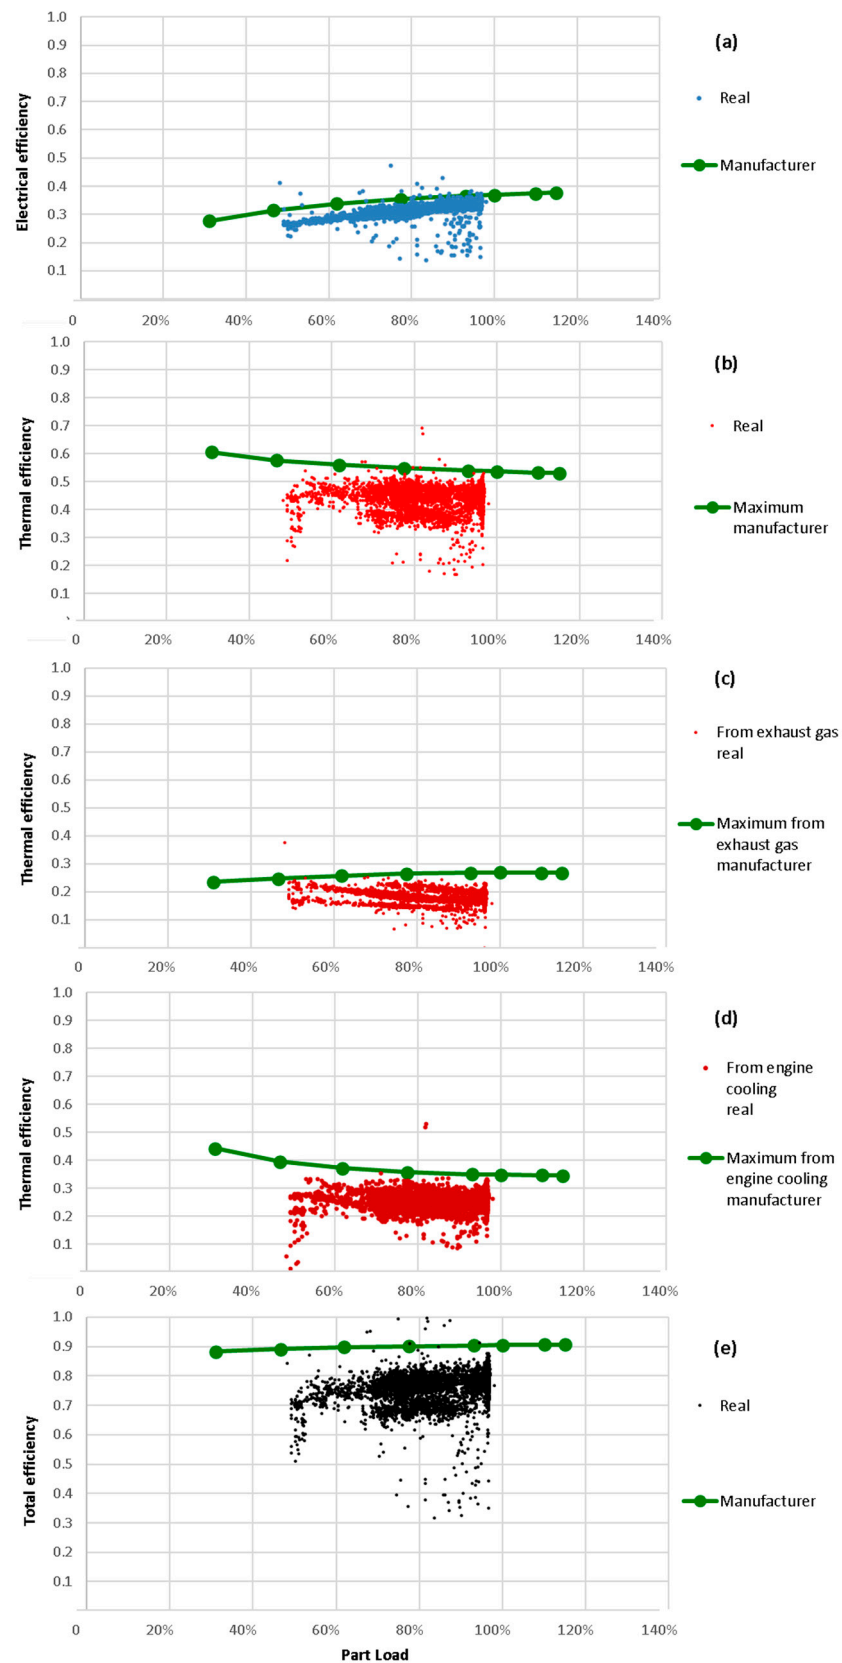 1.0
0.9
0.8
0.7
0.6
0.5
0.4
0.3
0.2
0.1
Electrical efficiency
(a)
Real
Manufacturer
0 20% 40% 60% 80% 100% 120% 140%
1.0
0.9
0.8
0.7
0.6
0.5
0.4
0.3
0.2
0.1
Thermal efficiency
(b)
Real
Maximum
manufacturer
0 20% 40% 60% 80% 100% 120% 140%
1.0
0.9
0.8
0.7
0.6
0.5
0.4
0.3
0.2
0.1
Thermal efficiency
(c)
From exhaust gas
real
Maximum from
exhaust gas
manufacturer
0 20% 40% 60% 80% 100% 120% 140%
1.0
0.9
0.8
0.7
0.6
0.5
0.4
0.3
0.2
0.1
Thermal efficiency
(d)
From engine
cooling
real
Maximum from
engine cooling
manufacturer
0 20% 40% 60% 80% 100% 120% 140%
1.0
0.9
0.8
0.7
0.6
0.5
0.4
0.3
0.2
0.1
Total efficiency
(e)
Real
Manufacturer
0 20% 40% 60% 80% 100% 120% 140%
Part Load